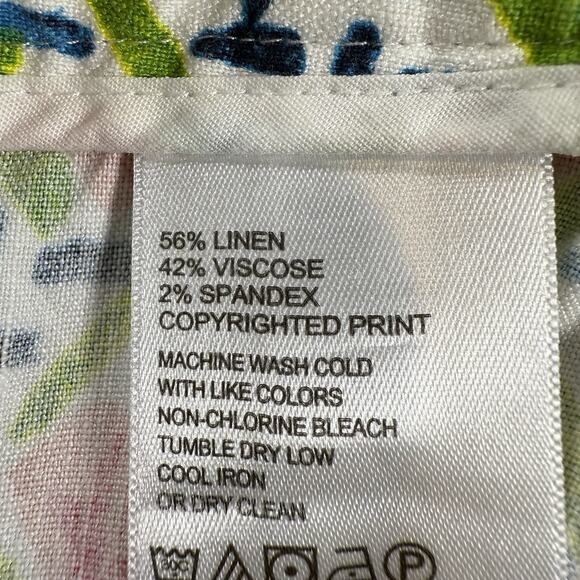 56% LINEN
42% VISCOSE
2% SPANDEX
COPYRIGHTED PRINT
MACHINE WASH COLD
WITH LIKE COLORS
NON-CHLORINE BLEACH
TUMBLE DRY LOW
COOL IRON
OR DRY CLEAN
30C P